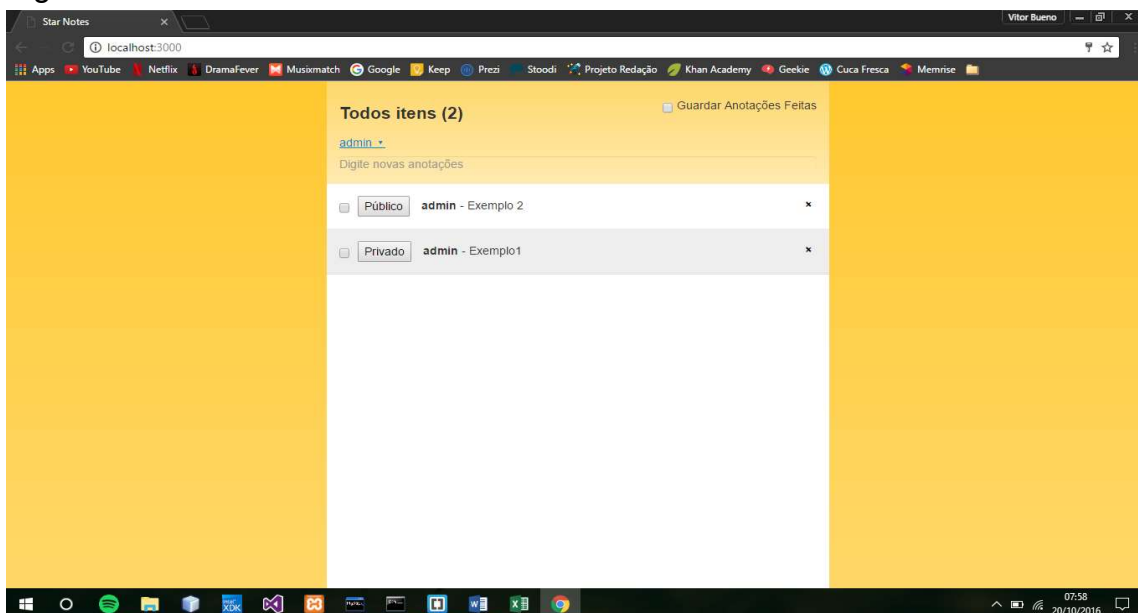 Star Notes
Vitor Bueno
localhost:3000
Apps YouTube Netflix DramaFever Musixmatch Google Keep Prezi Stoodi Projeto Redação Khan Academy Geekie Cuca Fresca Memrise
Todos itens (2)
Guardar Anotações Feitas
admin
Digite novas anotações
Público admin - Exemplo 2
Privado admin - Exemplo1
XDK
07:58
20/10/2016